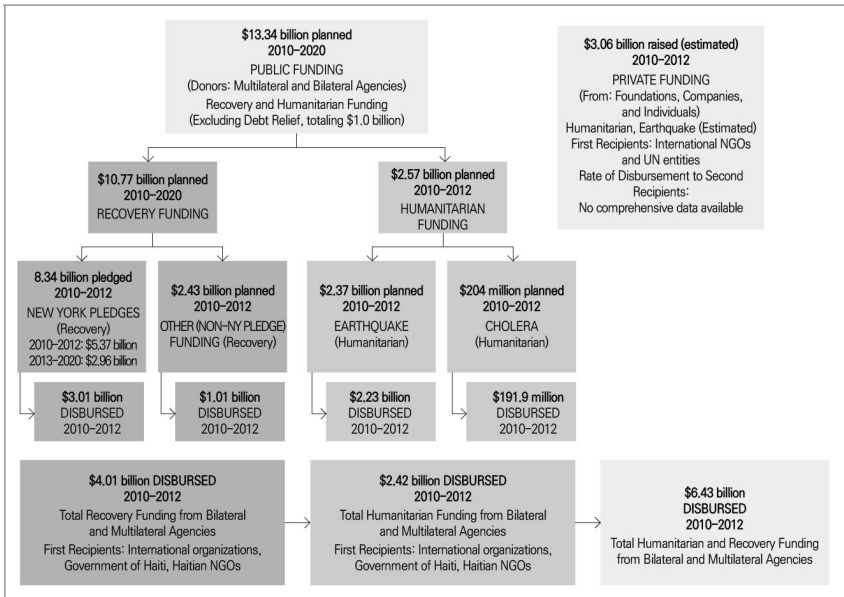 $13.34 billion planned
2010-2020
PUBLIC FUNDING
(Donors: Multilateral and Bilateral Agencies)
Recovery and Humanitarian Funding
(Excluding Debt Relief, totaling $1.0 billion)
$3.06 billion raised (estimated)
2010-2012
PRIVATE FUNDING
(From: Foundations, Companies,
and Individuals)
Humanitarian, Earthquake (Estimated)
First Recipients: International NGOs
and UN entities
Rate of Disbursement to Second
Recipients:
No comprehensive data available
$10.77 billion planned
2010-2020
RECOVERY FUNDING
$2.57 billion planned
2010-2012
HUMANITARIAN
FUNDING
8.34 billion pledged
2010-2012
NEW YORK PLEDGES
(Recovery)
2010-2012: $5.37 billion
2013-2020: $2.96 billion
$2.43 billion planned
2010-2012
OTHER (NON-NY PLEDGE)
FUNDING (Recovery)
$2.37 billion planned
2010-2012
EARTHQUAKE
(Humanitarian)
$204 million planned
2010-2012
CHOLERA
(Humanitarian)
$3.01 billion
DISBURSED
2010-2012
$1.01 billion
DISBURSED
2010-2012
$2.23 billion
DISBURSED
2010-2012
$191.9 million
DISBURSED
2010-2012
$4.01 billion DISBURSED
2010-2012
Total Recovery Funding from Bilateral
and Multilateral Agencies
First Recipients: International organizations,
Government of Haiti, Haitian NGOs
$2.42 billion DISBURSED
2010-2012
Total Humanitarian Funding from Bilateral
and Multilateral Agencies
First Recipients: International organizations,
Government of Haiti, Haitian NGOs
$6.43 billion
DISBURSED
2010-2012
Total Humanitarian and Recovery Funding
from Bilateral and Multilateral Agencies